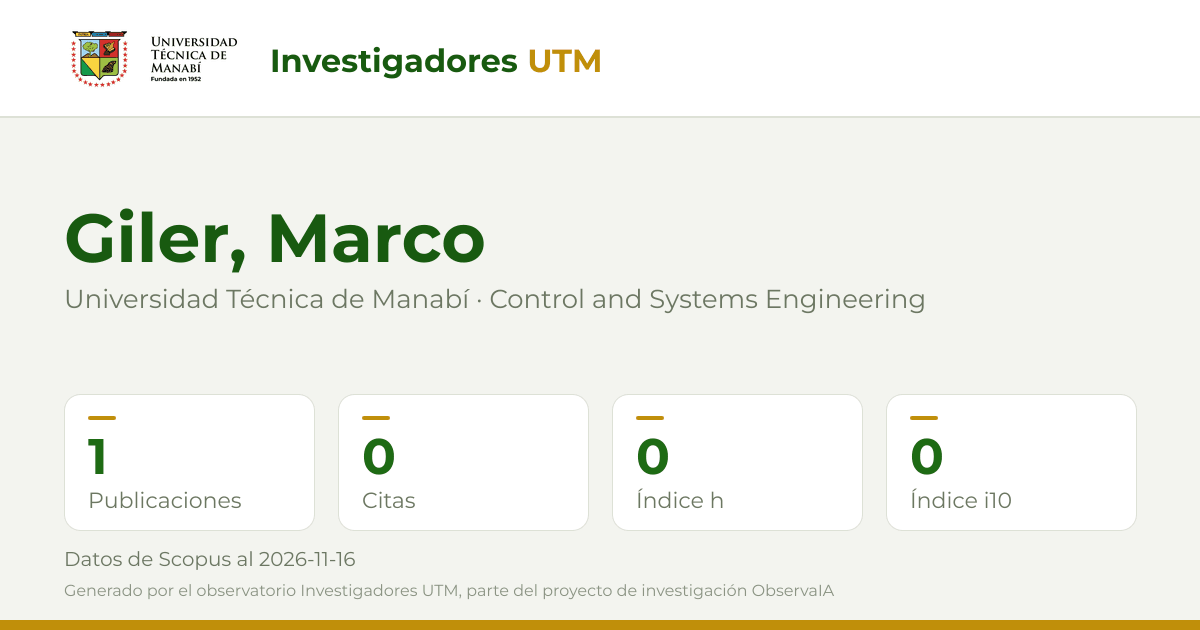 UNIVERSIDAD
TÉCNICA DE
MANABÍ
Fundada en 1952
Investigadores UTM
Giler, Marco
Universidad Técnica de Manabí · Control and Systems Engineering
1
Publicaciones
0
Citas
0
Índice h
0
Índice i10
Datos de Scopus al 2026-11-16
Generado por el observatorio Investigadores UTM, parte del proyecto de investigación ObservaIA